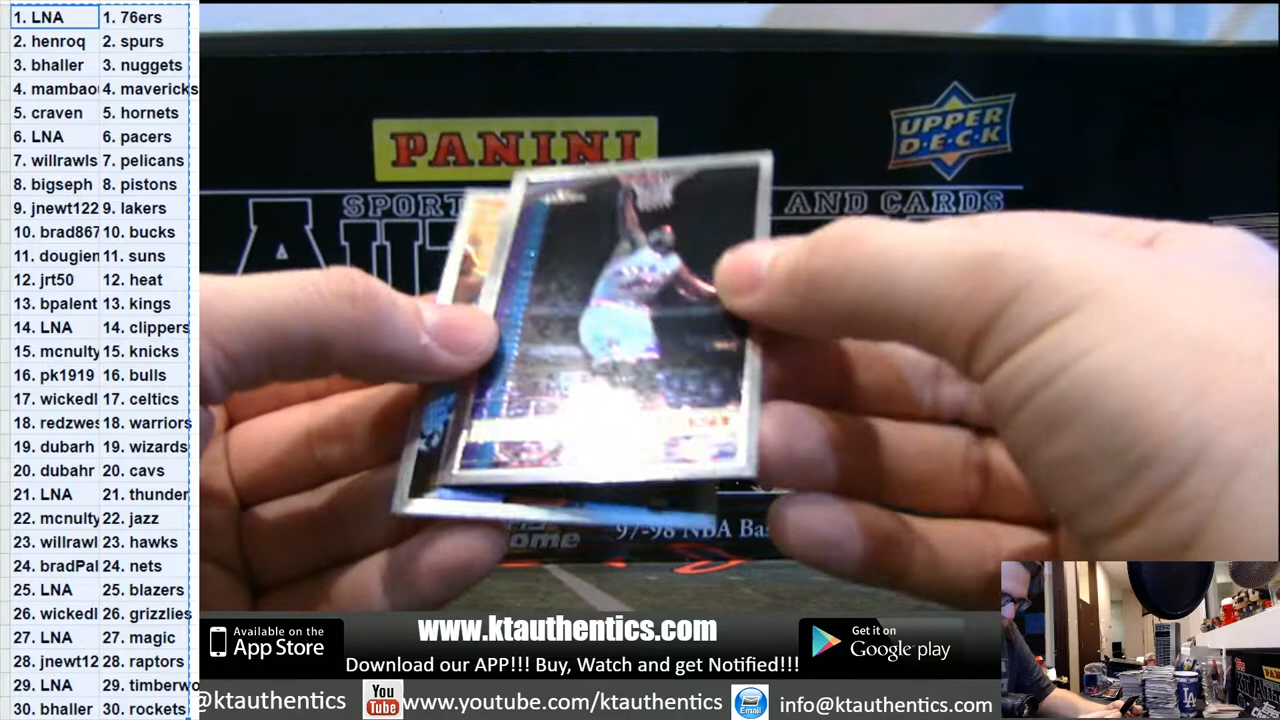 1. LNA 1. 76ers
2. henroq 2. spurs
3. bhaller 3. nuggets
4. mambao 4. mavericks
5. craven 5. hornets
6. LNA 6. pacers
7. willrawls 7. pelicans
8. bigseph 8. pistons
9. jnewt122 9. lakers
10. brad867 10. bucks
11. dougien 11. suns
12. jrt50 12. heat
13. bpalent 13. kings
14. LNA 14. clippers
15. mcnulty 15. knicks
16. pk1919 16. bulls
17. wickedl 17. celtics
18. redzwes 18. warriors
19. dubarh 19. wizards
20. dubahr 20. cavs
21. LNA 21. thunder
22. mcnulty 22. jazz
23. willrawl 23. hawks
24. bradPal 24. nets
25. LNA 25. blazers
26. wickedl 26. grizzlies
27. LNA 27. magic
28. jnewt12 28. raptors
29. LNA 29. timberwo
30. bhaller 30. rockets
PANINI
UPPER DECK
SPORT
AND CARDS
97-98 NBA Bas
Available on the App Store
www.ktauthentics.com
Download our APP!!! Buy, Watch and get Notified!!!
Get it on Google play
@ktauthentics
You Tube
www.youtube.com/ktauthentics
Email
info@ktauthentics.com
LA